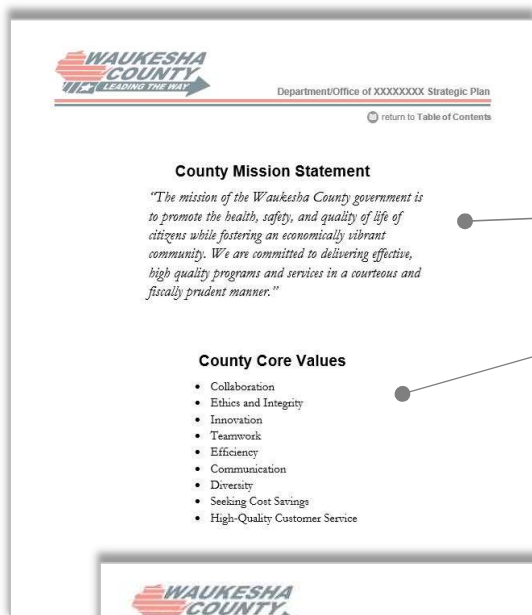 WAUKESHA
COUNTY
LEADING THE WAY
Department/Office of XXXXXXXX Strategic Plan
return to Table of Contents
County Mission Statement
“The mission of the Waukesha County government is
to promote the health, safety, and quality of life of
citizens while fostering an economically vibrant
community. We are committed to delivering effective,
high quality programs and services in a courteous and
fiscally prudent manner.”
County Core Values
• Collaboration
• Ethics and Integrity
• Innovation
• Teamwork
• Efficiency
• Communication
• Diversity
• Seeking Cost Savings
• High-Quality Customer Service
WAUKESHA
COUNTY